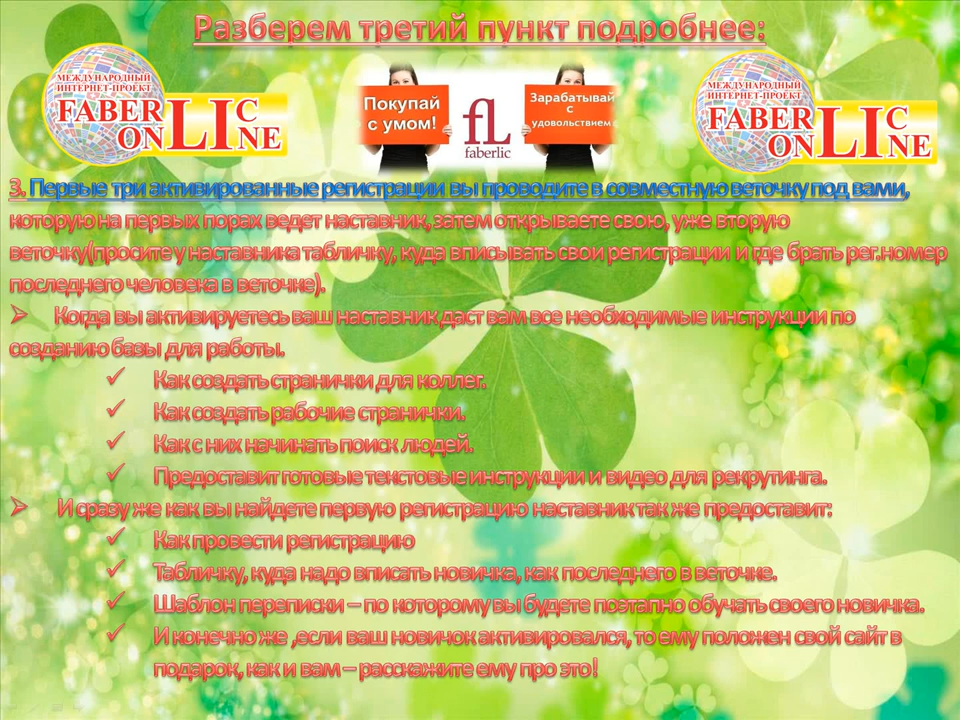 Разберем третий пункт подробнее:
МЕЖДУНАРОДНЫЙ
ИНТЕРНЕТ-ПРОЕКТ
FABERLIC
ONLINE
Покупай
с умом!
fL
faberlic
Зарабатывай
с
удовольствием
МЕЖДУНАРОДНЫЙ
ИНТЕРНЕТ-ПРОЕКТ
FABERLIC
ONLINE
3. Первые три активированные регистрации вы проводите в совместную веточку под вами,
которую на первых порах ведет наставник, затем открываете свою, уже вторую
веточку(просите у наставника табличку, куда вписывать свои регистрации и где брать рег.номер
последнего человека в веточке).
Когда вы активируетесь ваш наставник даст вам все необходимые инструкции по
созданию базы для работы.
Как создать странички для коллег.
Как создать рабочие странички.
Как с них начинать поиск людей.
Предоставит готовые текстовые инструкции и видео для рекрутинга.
И сразу же как вы найдете первую регистрацию наставник так же предоставит:
Как провести регистрацию
Табличку, куда надо вписать новичка, как последнего в веточке.
Шаблон переписки – по которому вы будете поэтапно обучать своего новичка.
И конечно же ,если ваш новичок активировался, то ему положен свой сайт в
подарок, как и вам – расскажите ему про это!